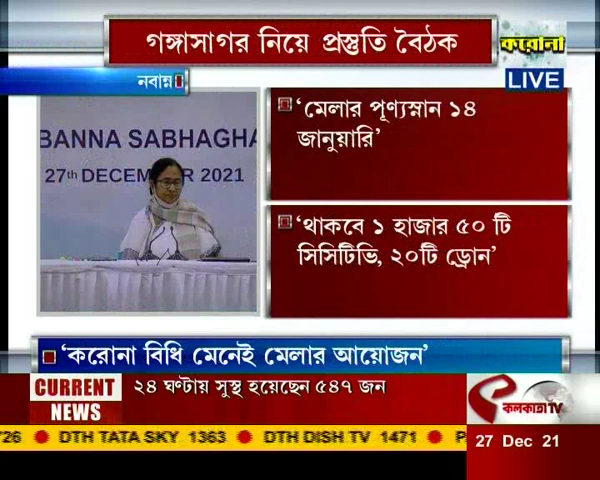 গঙ্গাসাগর নিয়ে প্রস্তুতি বৈঠক
করোনা
LIVE
নবান্ন
BANNA SABHAGHA
27th DECEMBER 2021
‘মেলার পূণ্যস্নান ১৪
জানুয়ারি’
‘থাকবে ১ হাজার ৫০ টি
সিসিটিভি, ২০টি ড্রোন’
‘করোনা বিধি মেনেই মেলার আয়োজন’
CURRENT
NEWS
২৪ ঘণ্টায় সুস্থ হয়েছেন ৫৪৭ জন
কলকাতা TV
726 DTH TATA SKY 1363 DTH DISH TV 1471
27 Dec 21